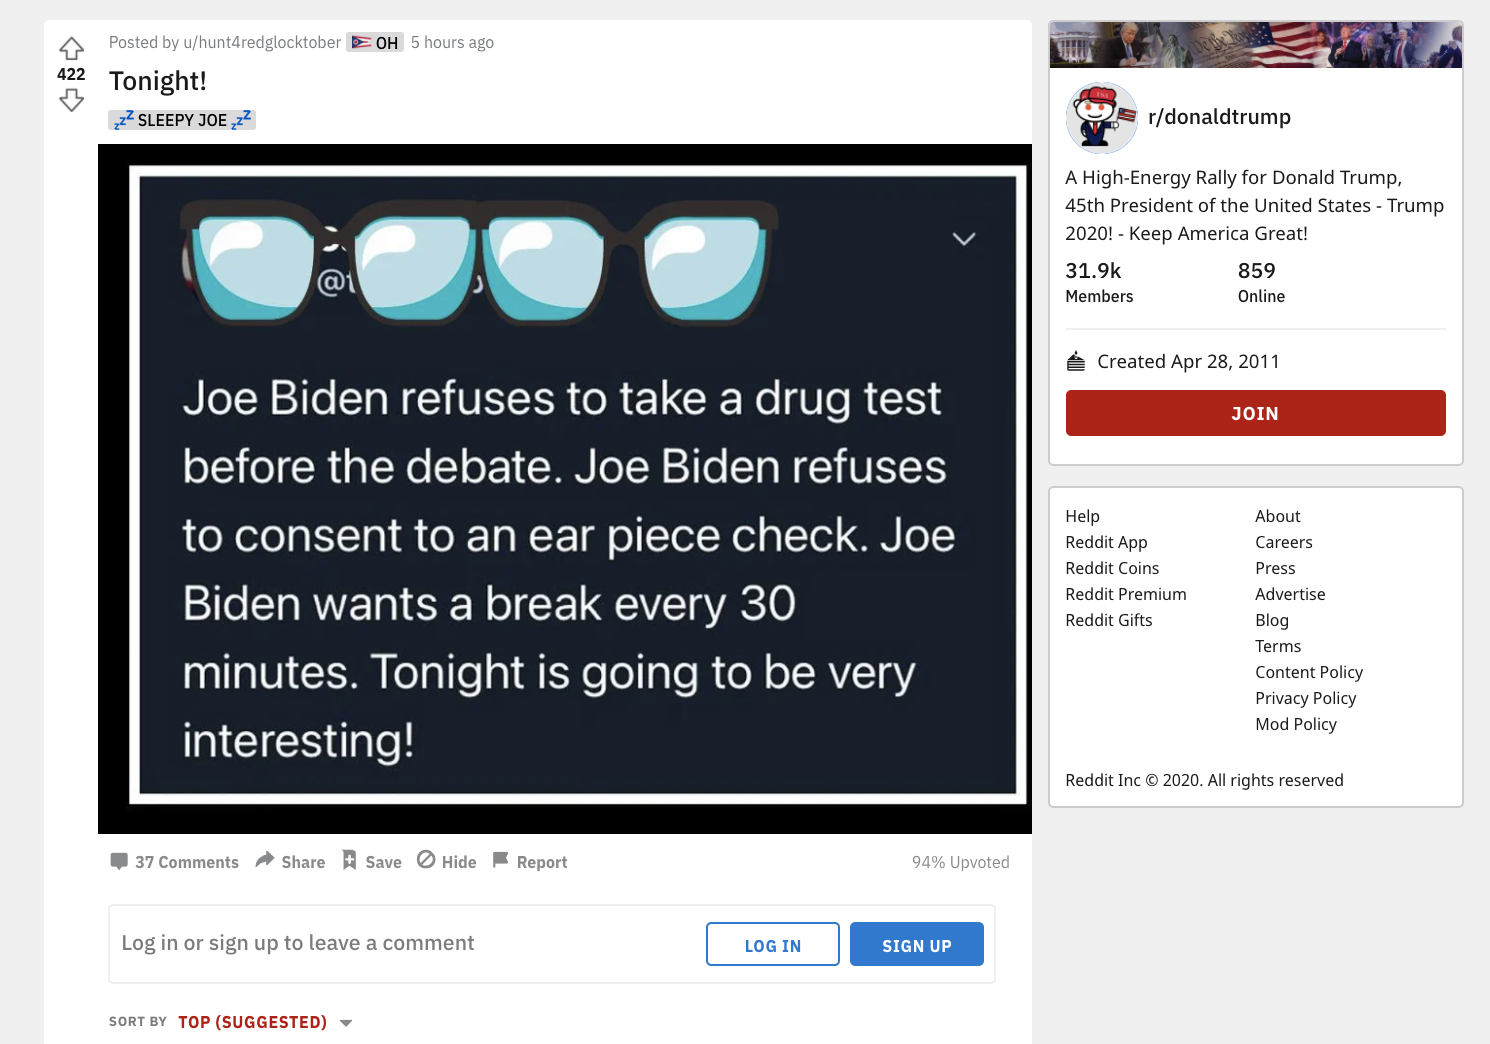 Posted by u/hunt4redglocktober OH 5 hours ago
422
Tonight!
zzZ SLEEPY JOE zzZ
@t
Joe Biden refuses to take a drug test
before the debate. Joe Biden refuses
to consent to an ear piece check. Joe
Biden wants a break every 30
minutes. Tonight is going to be very
interesting!
37 Comments Share Save Hide Report 94% Upvoted
Log in or sign up to leave a comment LOG IN SIGN UP
SORT BY TOP (SUGGESTED)
We the People
r/donaldtrump
A High-Energy Rally for Donald Trump,
45th President of the United States - Trump
2020! - Keep America Great!
31.9k 859
Members Online
Created Apr 28, 2011
JOIN
Help About
Reddit App Careers
Reddit Coins Press
Reddit Premium Advertise
Reddit Gifts Blog
Terms
Content Policy
Privacy Policy
Mod Policy
Reddit Inc © 2020. All rights reserved